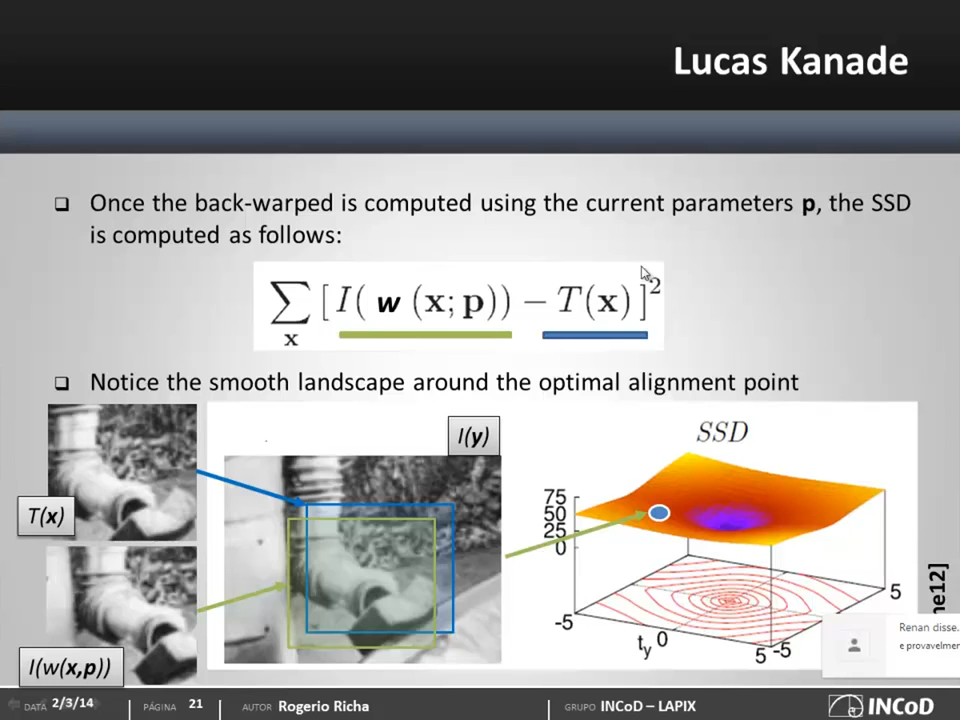 Lucas Kanade
Once the back-warped is computed using the current parameters p, the SSD
is computed as follows:
∑ [ I( w (x; p)) − T(x) ]²
x
Notice the smooth landscape around the optimal alignment point
I(y)
SSD
T(x)
75
50
25
0
-5
t_y
0
5
-5
5
I(w(x,p))
ne12]
Renan disse.
e provavelmen
DATA 2/3/14
PÁGINA 21
AUTOR Rogerio Richa
GRUPO INCoD – LAPIX
INCoD